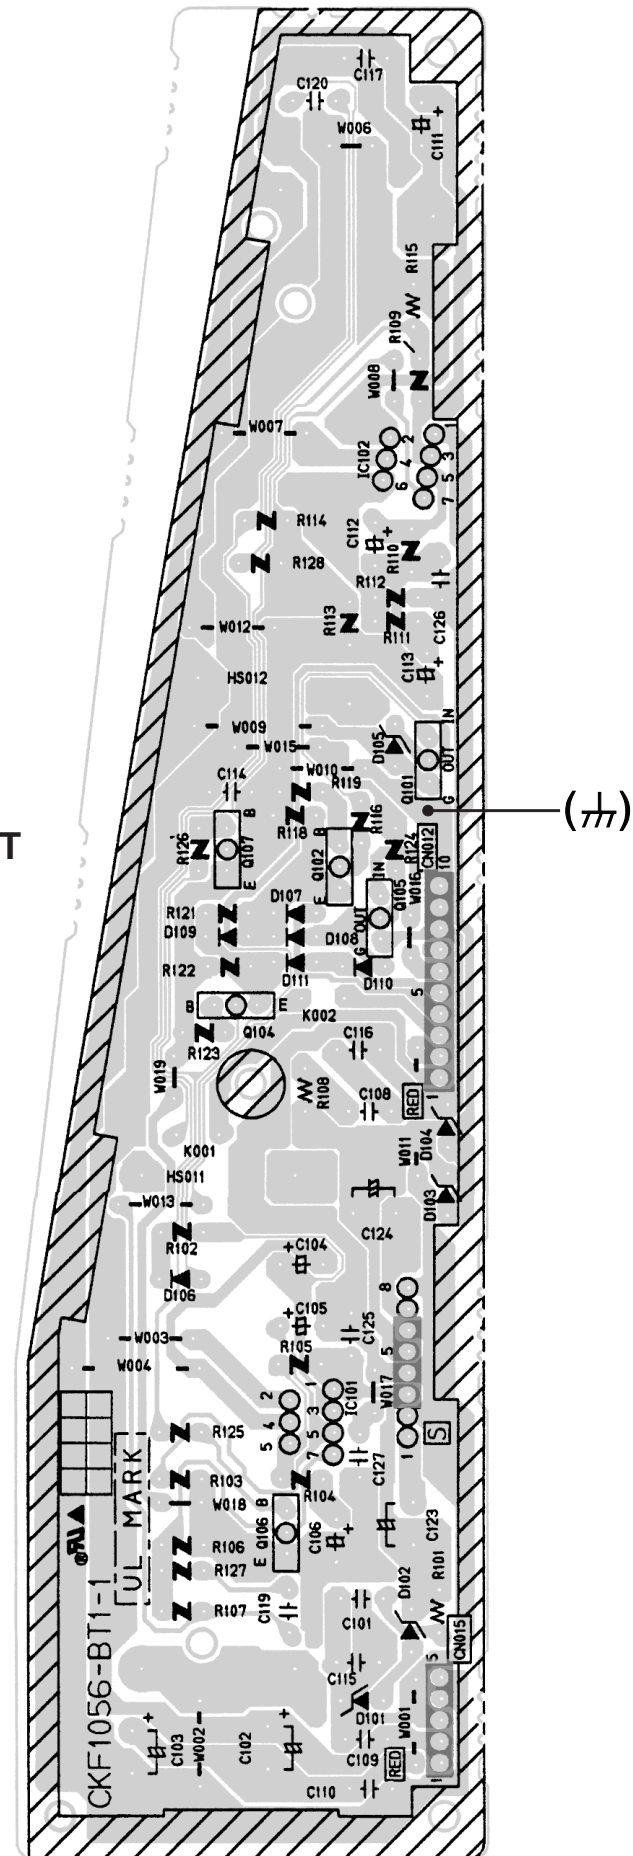 C117
C120
W006
+
C111
R115
R109
W008
W007
1
2
3
IC102
4
5
6
7
R114
C112
+
R110
R128
R112
R113
R111
C126
W012
C113
+
HS012
W009
IN
D105
OUT
W015
W010
R119
Q101
G
C114
B
R118
B
R116
(
)
T
R126
Q107
Q102
R124
CN012
10
E
E
IN
W016
D107
R121
OUT
Q105
D109
D108
G
R122
D111
D110
5
B
E
K002
Q104
R123
C116
W019
R108
C108
RED
1
D104
K001
W011
HS011
D103
W013
C124
R102
+
C104
D106
8
+
C105
C125
W003
R105
5
W004
2
1
IC101
W017
4
3
5
5
7
1
S
R125
C127
R103
R104
UL MARK
W018
B
Q106
C106
+
C123
R106
E
R127
D102
R101
R107
C119
C101
CN015
5
C115
D101
W001
CKF1056-BT1-1
+
C103
W002
C102
+
C109
RED
1
C110